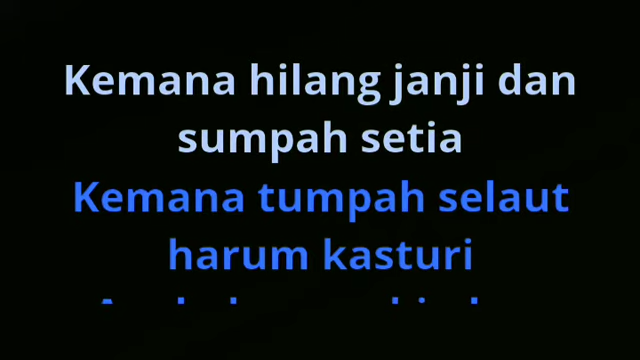 Kemana hilang janji dan
sumpah setia
Kemana tumpah selaut
harum kasturi